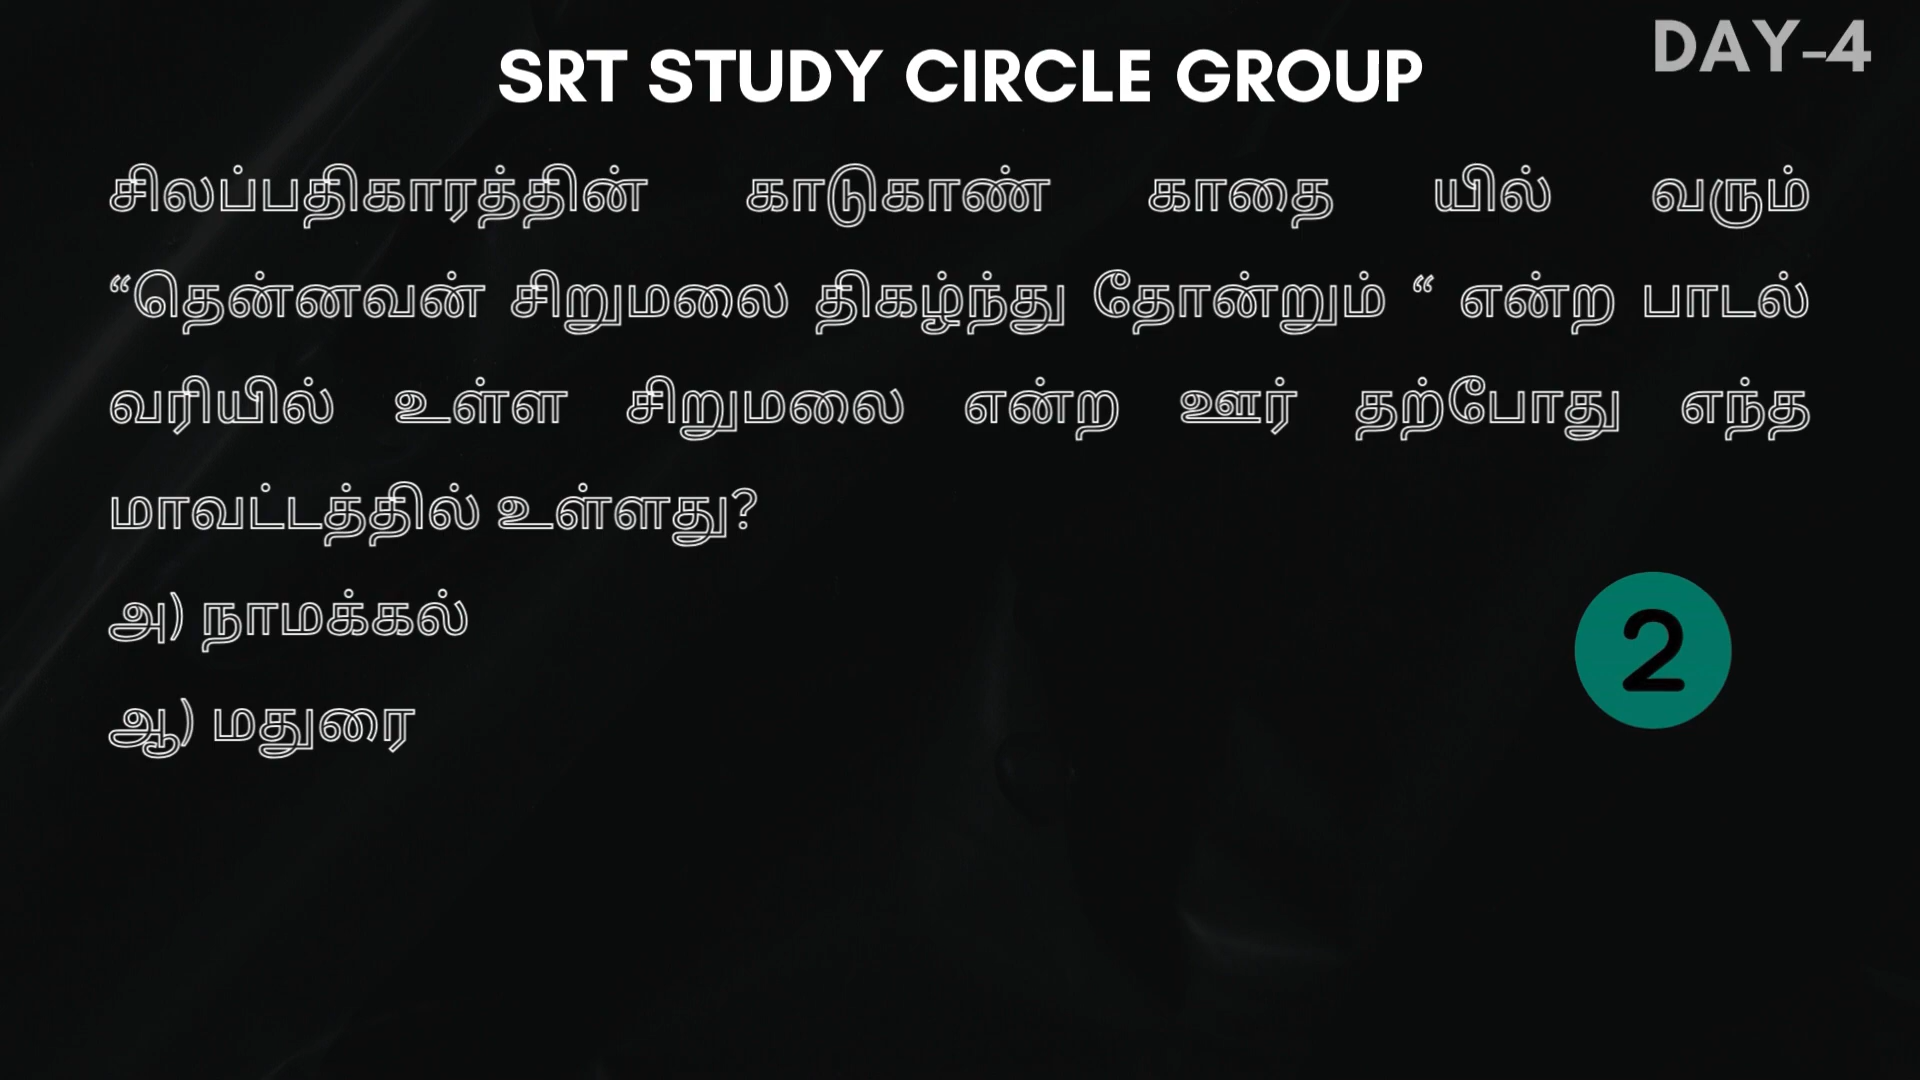 DAY-4
SRT STUDY CIRCLE GROUP
சிலப்பதிகாரத்தின் காடுகாண் காதை யில் வரும்
“தென்னவன் சிறுமலை திகழ்ந்து தோன்றும் “ என்ற பாடல்
வரியில் உள்ள சிறுமலை என்ற ஊர் தற்போது எந்த
மாவட்டத்தில் உள்ளது?
அ) நாமக்கல்
ஆ) மதுரை
2